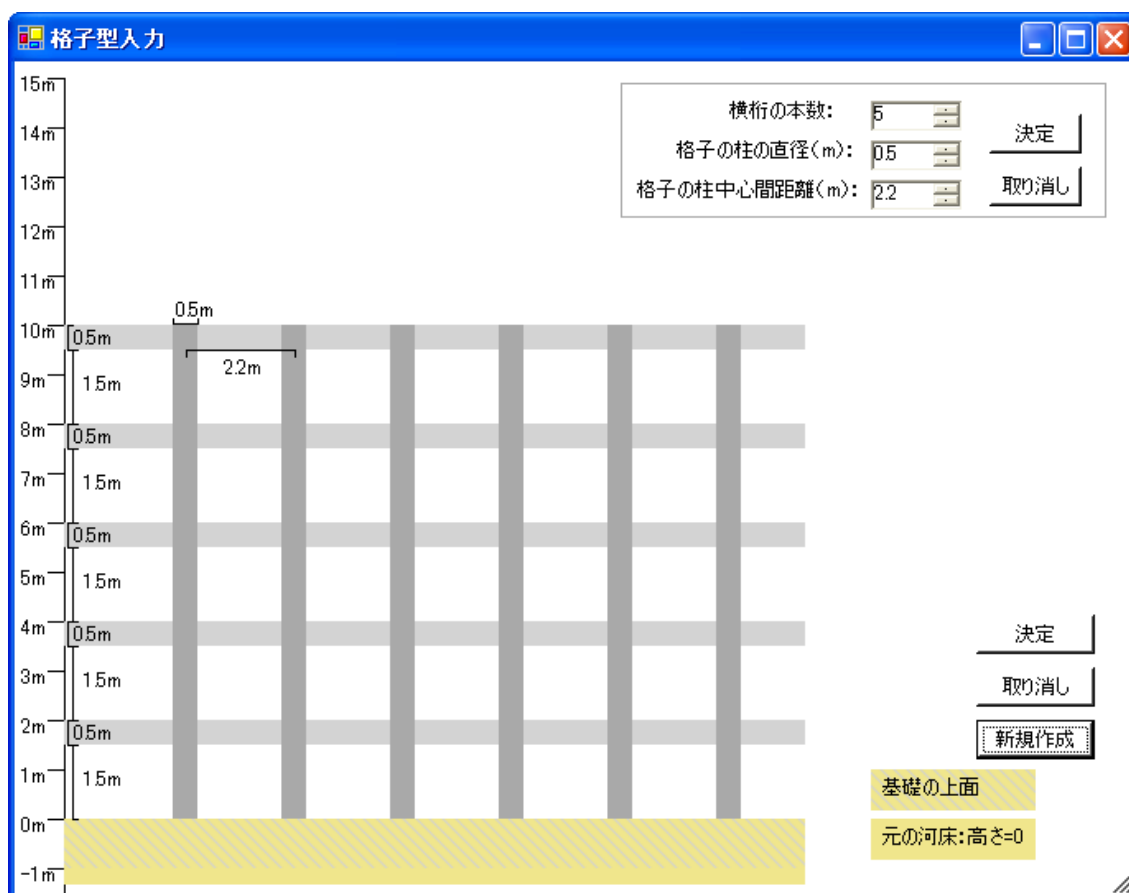 格子型入力
15m
14m
13m
12m
11m
10m
9m
8m
7m
6m
5m
4m
3m
2m
1m
0m
-1m
横桁の本数: 5
格子の柱の直径(m): 0.5
格子の柱中心間距離(m): 2.2
決定
取り消し
0.5m
2.2m
0.5m
1.5m
0.5m
1.5m
0.5m
1.5m
0.5m
1.5m
0.5m
1.5m
決定
取り消し
新規作成
基礎の上面
元の河床:高さ=0